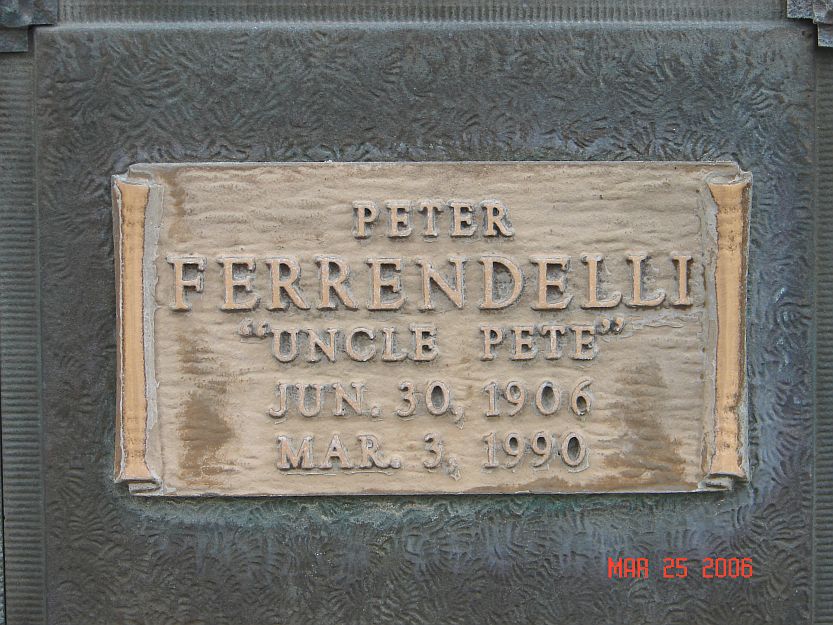 PETER
FERRENDELLI
“UNCLE PETE”
JUN. 30, 1906
MAR. 3, 1990
MAR 25 2006